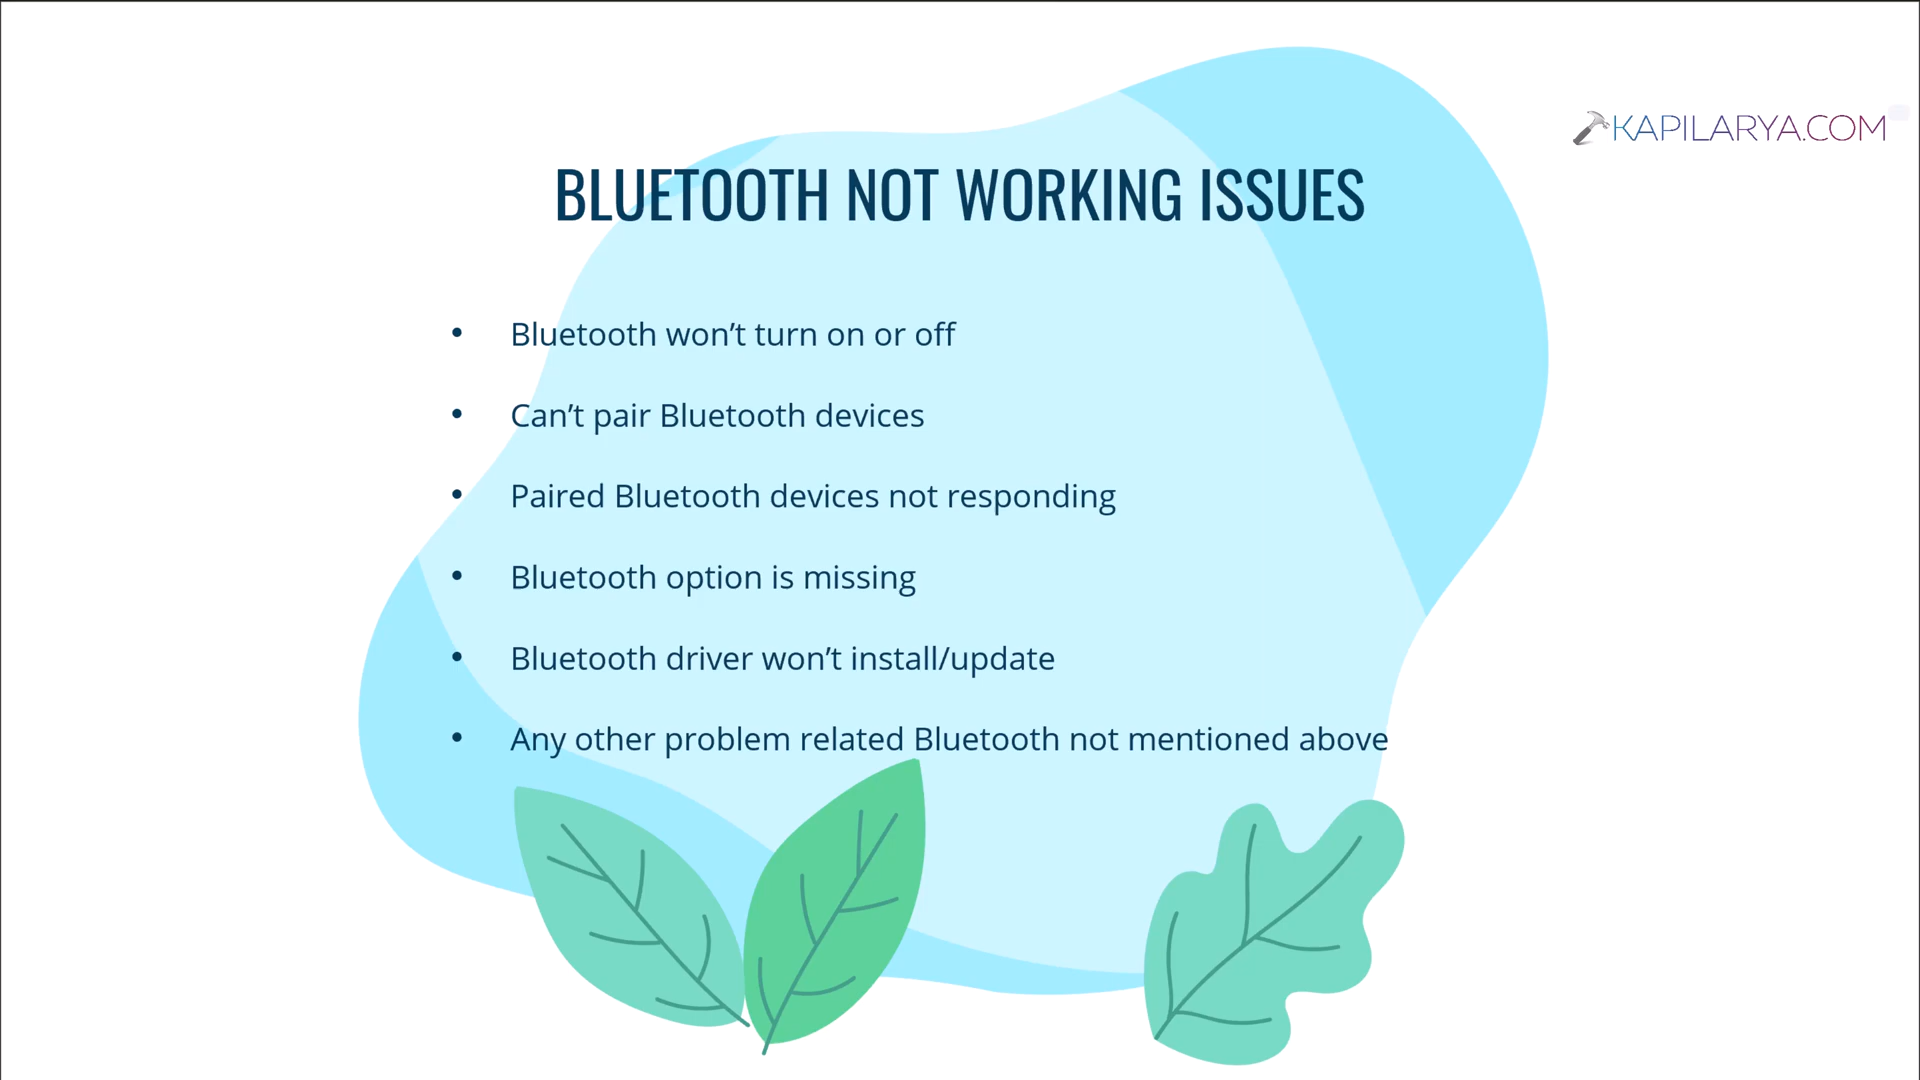 KAPILARYA.COM
BLUETOOTH NOT WORKING ISSUES
• Bluetooth won’t turn on or off
• Can’t pair Bluetooth devices
• Paired Bluetooth devices not responding
• Bluetooth option is missing
• Bluetooth driver won’t install/update
• Any other problem related Bluetooth not mentioned above